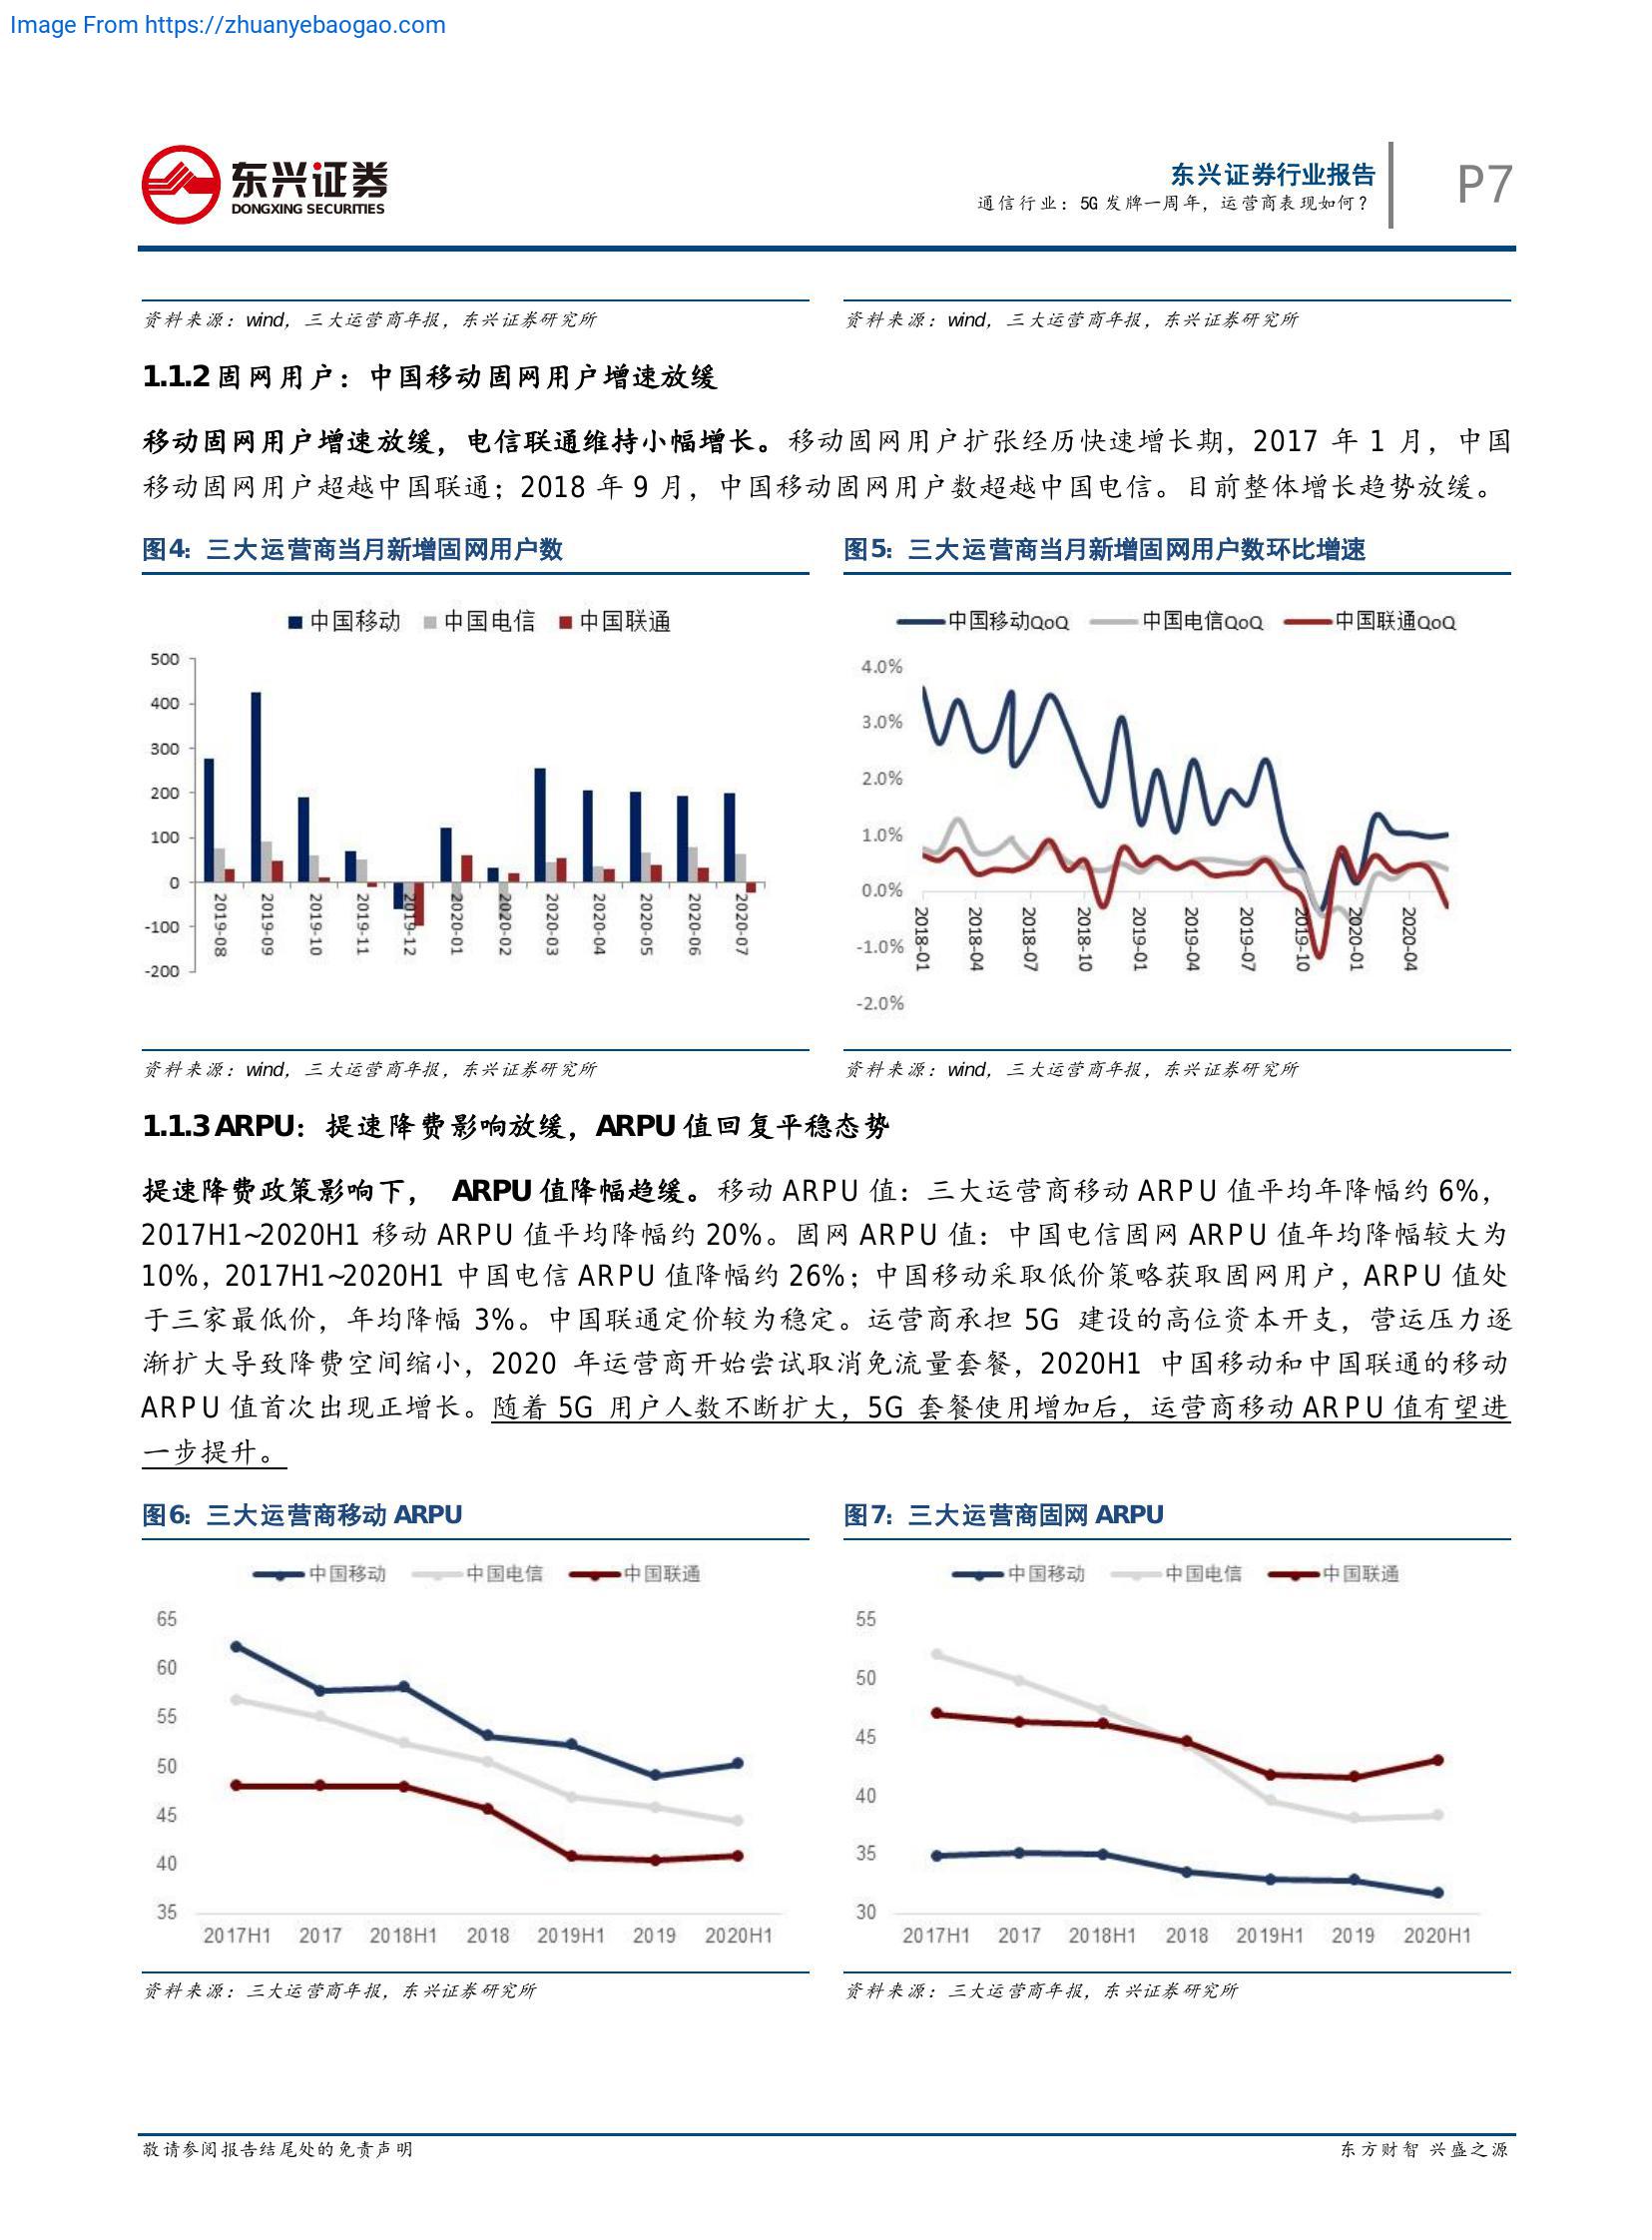 Image From https://zhuanyebaogao.com
东兴证券
DONGXING SECURITIES
东兴证券行业报告
通信行业：5G 发牌一周年，运营商表现如何？
P7
资料来源：wind，三大运营商年报，东兴证券研究所
资料来源：wind，三大运营商年报，东兴证券研究所
1.1.2 固网用户：中国移动固网用户增速放缓
移动固网用户增速放缓，电信联通维持小幅增长。移动固网用户扩张经历快速增长期，2017 年 1 月，中国
移动固网用户超越中国联通；2018 年 9 月，中国移动固网用户数超越中国电信。目前整体增长趋势放缓。
图4：三大运营商当月新增固网用户数
中国移动 中国电信 中国联通
500
400
300
200
100
0
-100
-200
2019-08 2019-09 2019-10 2019-11 2019-12 2020-01 2020-02 2020-03 2020-04 2020-05 2020-06 2020-07
资料来源：wind，三大运营商年报，东兴证券研究所
图5：三大运营商当月新增固网用户数环比增速
中国移动QoQ 中国电信QoQ 中国联通QoQ
4.0%
3.0%
2.0%
1.0%
0.0%
-1.0%
-2.0%
2018-01 2018-04 2018-07 2018-10 2019-01 2019-04 2019-07 2019-10 2020-01 2020-04
资料来源：wind，三大运营商年报，东兴证券研究所
1.1.3 ARPU：提速降费影响放缓，ARPU 值回复平稳态势
提速降费政策影响下， ARPU 值降幅趋缓。移动 ARPU 值：三大运营商移动 ARPU 值平均年降幅约 6%，
2017H1~2020H1 移动 ARPU 值平均降幅约 20%。固网 ARPU 值：中国电信固网 ARPU 值年均降幅较大为
10%，2017H1~2020H1 中国电信 ARPU 值降幅约 26%；中国移动采取低价策略获取固网用户，ARPU 值处
于三家最低价，年均降幅 3%。中国联通定价较为稳定。运营商承担 5G 建设的高位资本开支，营运压力逐
渐扩大导致降费空间缩小，2020 年运营商开始尝试取消免流量套餐，2020H1 中国移动和中国联通的移动
ARPU 值首次出现正增长。随着 5G 用户人数不断扩大，5G 套餐使用增加后，运营商移动 ARPU 值有望进
一步提升。
图6：三大运营商移动 ARPU
中国移动 中国电信 中国联通
65
60
55
50
45
40
35
2017H1 2017 2018H1 2018 2019H1 2019 2020H1
资料来源：三大运营商年报，东兴证券研究所
图7：三大运营商固网 ARPU
中国移动 中国电信 中国联通
55
50
45
40
35
30
2017H1 2017 2018H1 2018 2019H1 2019 2020H1
资料来源：三大运营商年报，东兴证券研究所
敬请参阅报告结尾处的免责声明
东方财智 兴盛之源